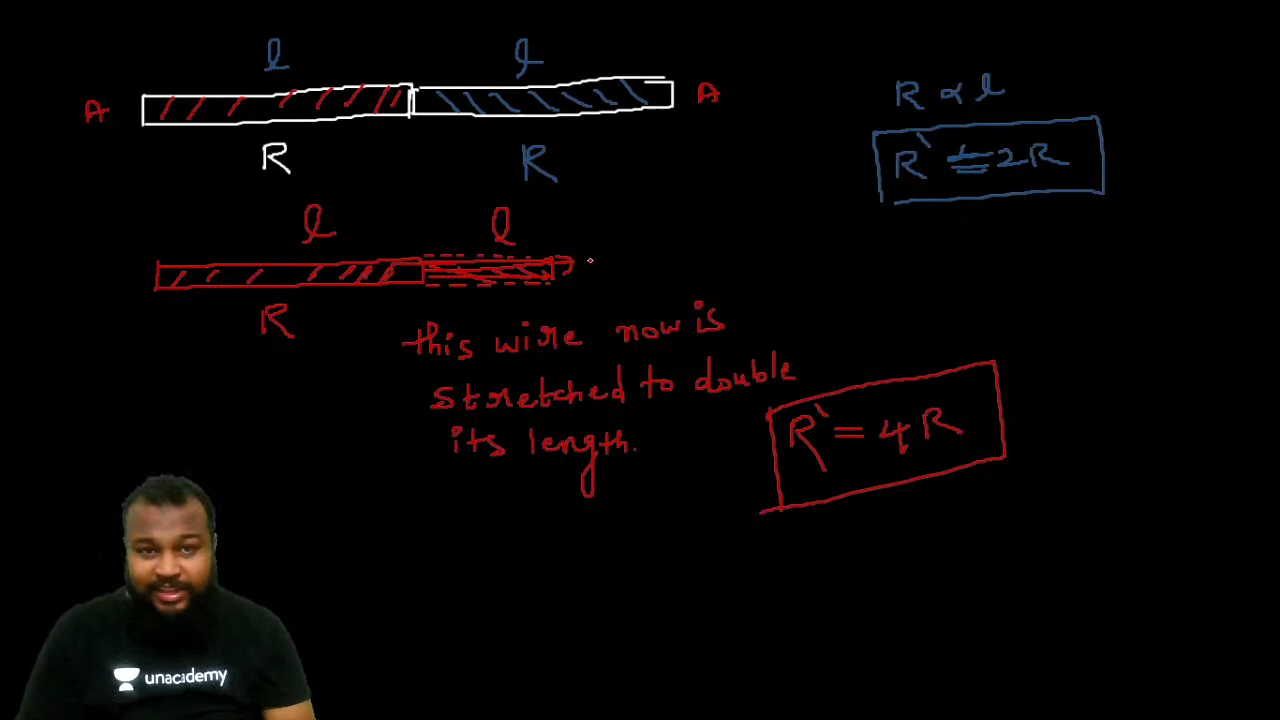 l l
A A
R R
R ∝ l
R` = 2R
l l
R
this wire now is
stretched to double
its length.
R` = 4R
unacademy